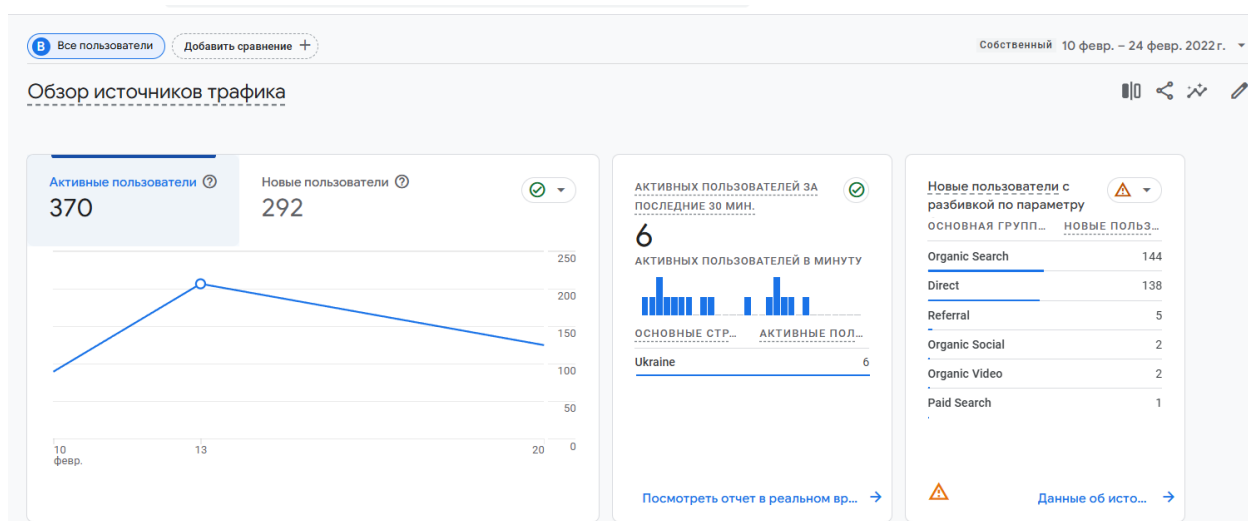 В Все пользователи
Добавить сравнение +
Собственный 10 февр. – 24 февр. 2022 г.
Обзор источников трафика
Активные пользователи
370
Новые пользователи
292
250
200
150
100
50
0
10
февр.
13
20
АКТИВНЫХ ПОЛЬЗОВАТЕЛЕЙ ЗА
ПОСЛЕДНИЕ 30 МИН.
6
АКТИВНЫХ ПОЛЬЗОВАТЕЛЕЙ В МИНУТУ
ОСНОВНЫЕ СТР... АКТИВНЫЕ ПОЛ...
Ukraine 6
Посмотреть отчет в реальном вр... →
Новые пользователи с
разбивкой по параметру
ОСНОВНАЯ ГРУПП... НОВЫЕ ПОЛЬЗ...
Organic Search 144
Direct 138
Referral 5
Organic Social 2
Organic Video 2
Paid Search 1
Данные об исто... →